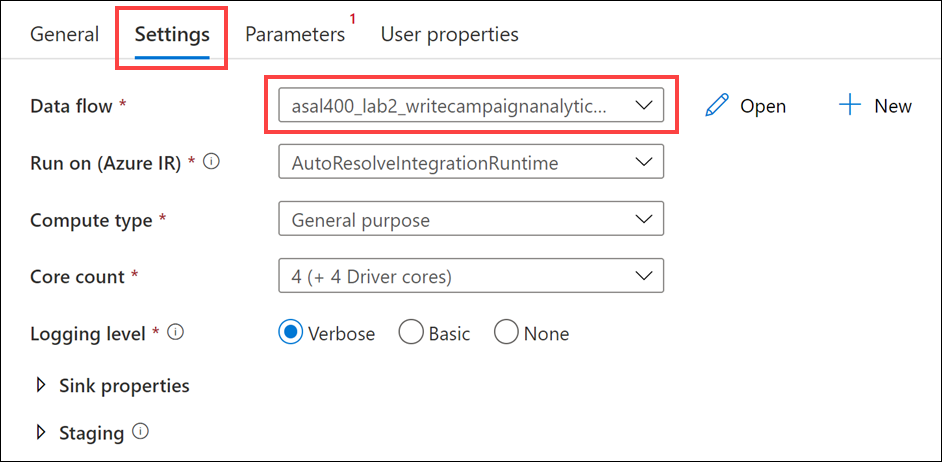 General Settings Parameters 1 User properties
Data flow * asal400_lab2_writecampaignanalytic... Open New
Run on (Azure IR) * AutoResolveIntegrationRuntime
Compute type * General purpose
Core count * 4 (+ 4 Driver cores)
Logging level * Verbose Basic None
Sink properties
Staging